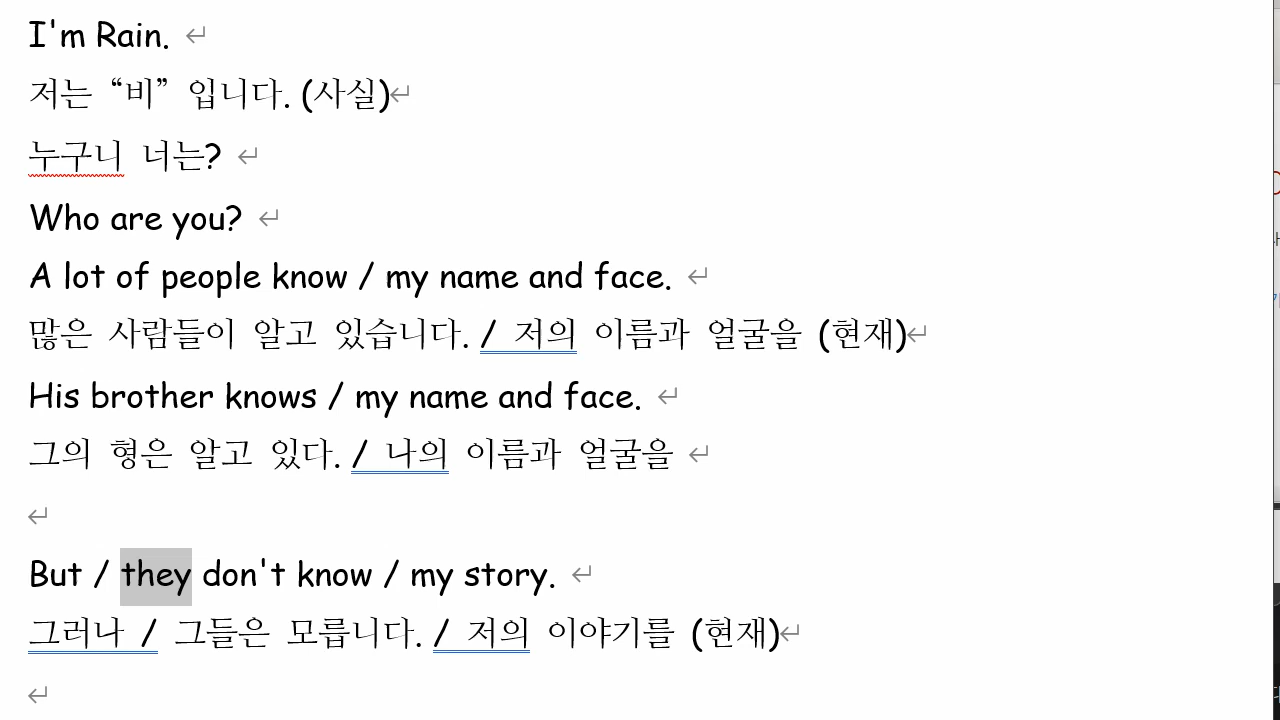 I'm Rain.
저는 “비” 입니다. (사실)
누구니 너는?
Who are you?
A lot of people know / my name and face.
많은 사람들이 알고 있습니다. / 저의 이름과 얼굴을 (현재)
His brother knows / my name and face.
그의 형은 알고 있다. / 나의 이름과 얼굴을
But / they don't know / my story.
그러나 / 그들은 모릅니다. / 저의 이야기를 (현재)